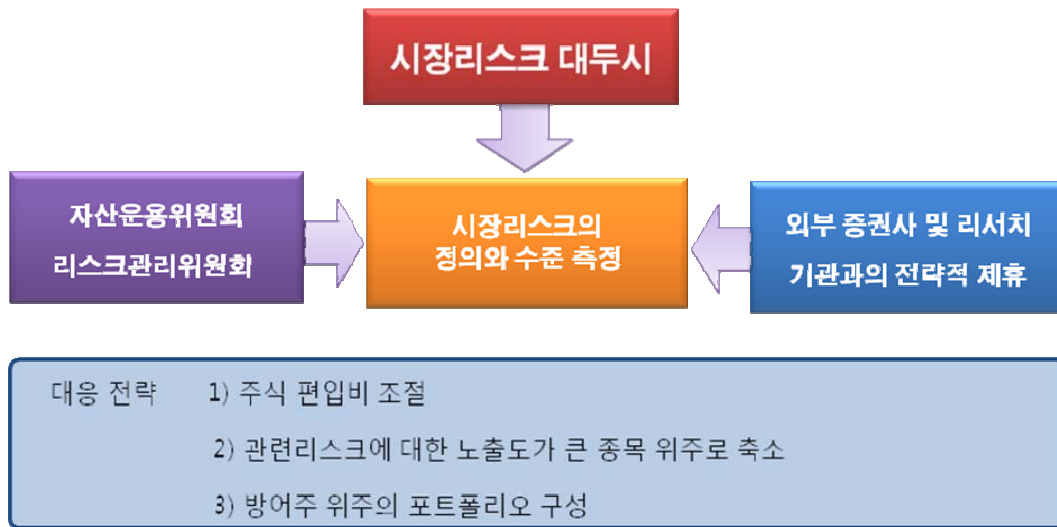 시장리스크 대두시
자산운용위원회
리스크관리위원회
시장리스크의
정의와 수준 측정
외부 증권사 및 리서치
기관과의 전략적 제휴
대응 전략 1) 주식 편입비 조절
2) 관련리스크에 대한 노출도가 큰 종목 위주로 축소
3) 방어주 위주의 포트폴리오 구성